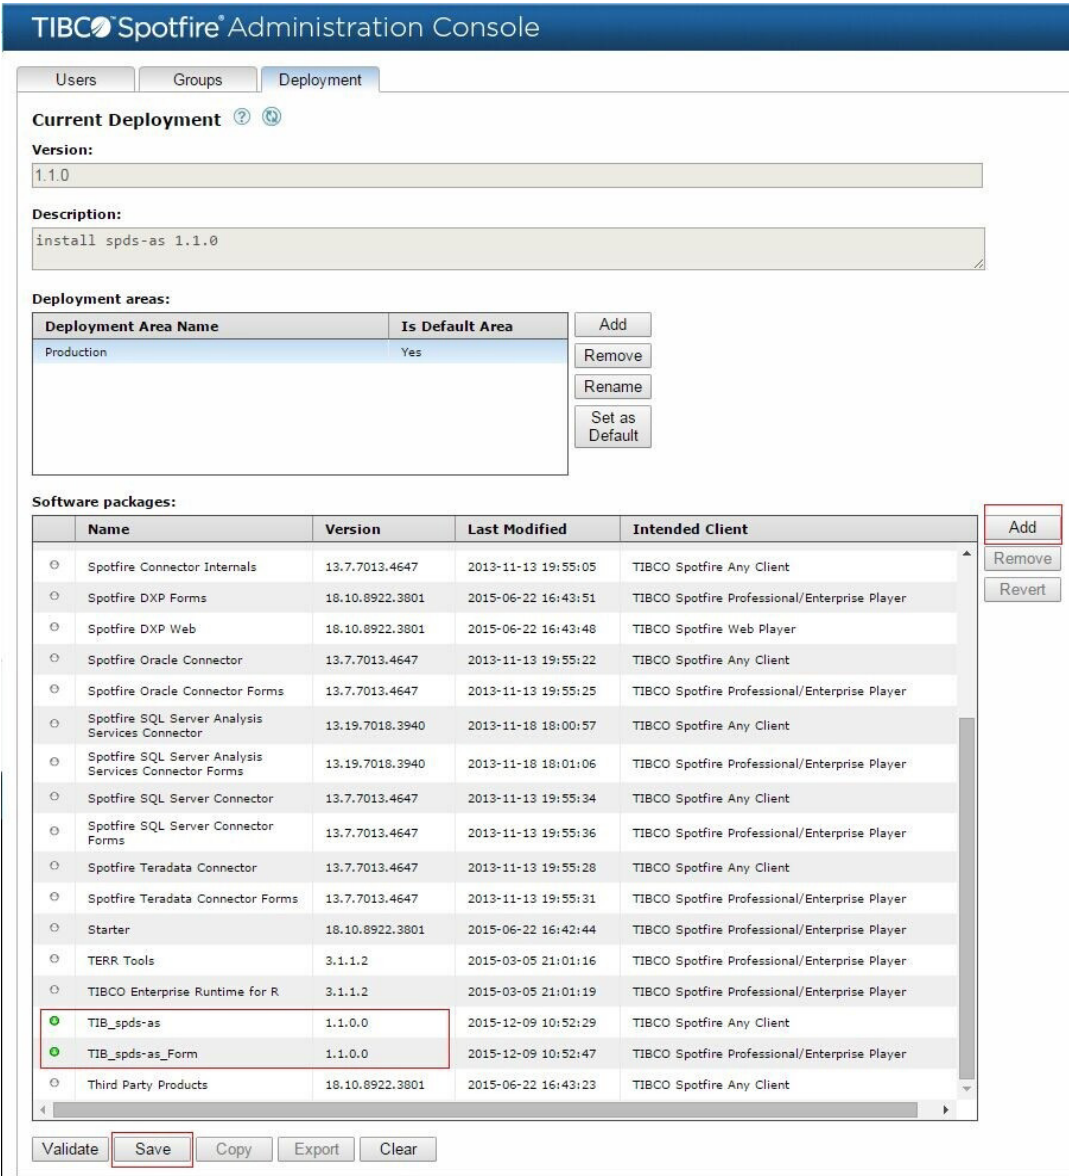 TIBCO Spotfire® Administration Console
Users Groups Deployment
Current Deployment ?
Version:
1.1.0
Description:
install spds-as 1.1.0
Deployment areas:
Deployment Area Name Is Default Area Add
Production Yes Remove
Rename
Set as
Default
Software packages:
Name Version Last Modified Intended Client Add
Spotfire Connector Internals 13.7.7013.4647 2013-11-13 19:55:05 TIBCO Spotfire Any Client Remove
Spotfire DXP Forms 18.10.8922.3801 2015-06-22 16:43:51 TIBCO Spotfire Professional/Enterprise Player Revert
Spotfire DXP Web 18.10.8922.3801 2015-06-22 16:43:48 TIBCO Spotfire Web Player
Spotfire Oracle Connector 13.7.7013.4647 2013-11-13 19:55:22 TIBCO Spotfire Any Client
Spotfire Oracle Connector Forms 13.7.7013.4647 2013-11-13 19:55:25 TIBCO Spotfire Professional/Enterprise Player
Spotfire SQL Server Analysis
Services Connector 13.19.7018.3940 2013-11-18 18:00:57 TIBCO Spotfire Any Client
Spotfire SQL Server Analysis
Services Connector Forms 13.19.7018.3940 2013-11-18 18:01:06 TIBCO Spotfire Professional/Enterprise Player
Spotfire SQL Server Connector 13.7.7013.4647 2013-11-13 19:55:34 TIBCO Spotfire Any Client
Spotfire SQL Server Connector
Forms 13.7.7013.4647 2013-11-13 19:55:36 TIBCO Spotfire Professional/Enterprise Player
Spotfire Teradata Connector 13.7.7013.4647 2013-11-13 19:55:28 TIBCO Spotfire Any Client
Spotfire Teradata Connector Forms 13.7.7013.4647 2013-11-13 19:55:31 TIBCO Spotfire Professional/Enterprise Player
Starter 18.10.8922.3801 2015-06-22 16:42:44 TIBCO Spotfire Professional/Enterprise Player
TERR Tools 3.1.1.2 2015-03-05 21:01:16 TIBCO Spotfire Professional/Enterprise Player
TIBCO Enterprise Runtime for R 3.1.1.2 2015-03-05 21:01:19 TIBCO Spotfire Professional/Enterprise Player
TIB_spds-as 1.1.0.0 2015-12-09 10:52:29 TIBCO Spotfire Any Client
TIB_spds-as_Form 1.1.0.0 2015-12-09 10:52:47 TIBCO Spotfire Professional/Enterprise Player
Third Party Products 18.10.8922.3801 2015-06-22 16:43:23 TIBCO Spotfire Any Client
Validate Save Copy Export Clear